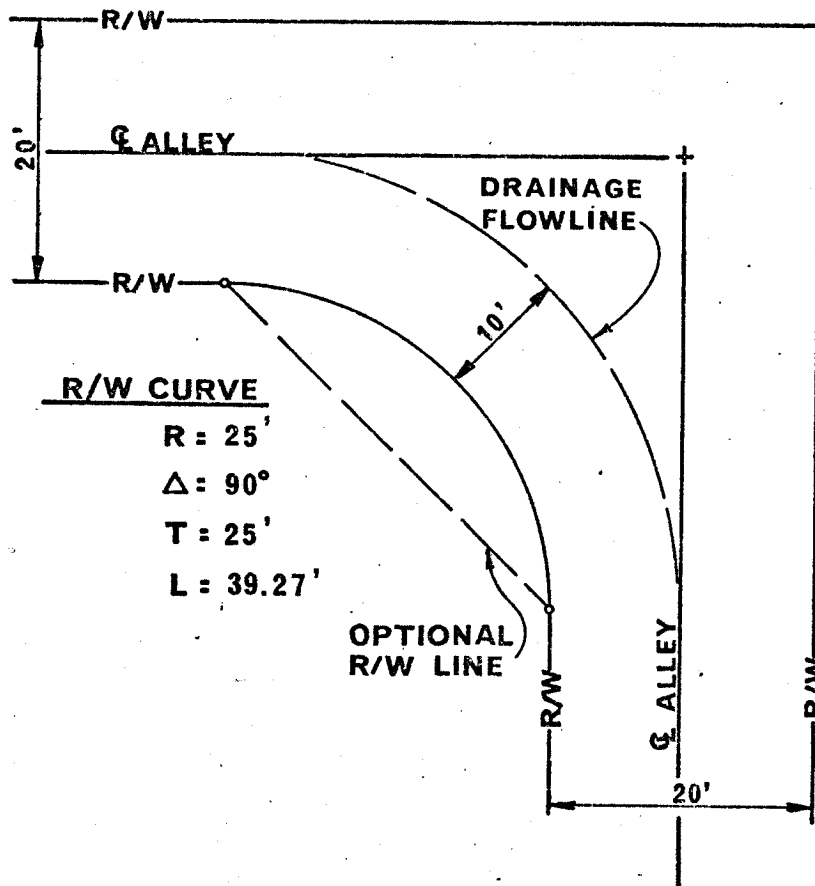 R/W
20'
℄ ALLEY
DRAINAGE
FLOWLINE
R/W
10'
R/W CURVE
R = 25'
Δ = 90°
T = 25'
L = 39.27'
OPTIONAL
R/W LINE
R/W
℄ ALLEY
R/W
20'